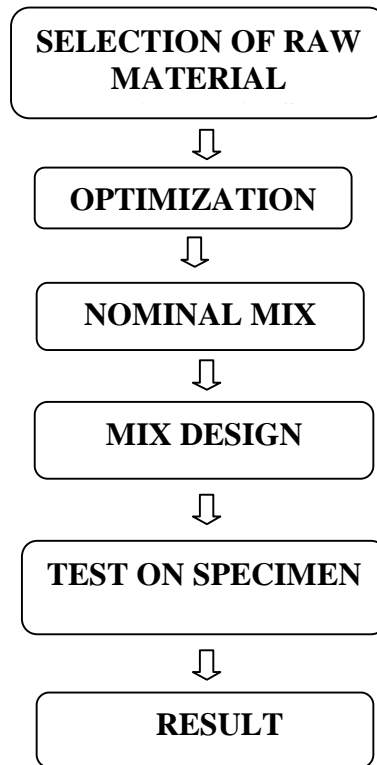 SELECTION OF RAW
MATERIAL
OPTIMIZATION
NOMINAL MIX
MIX DESIGN
TEST ON SPECIMEN
RESULT